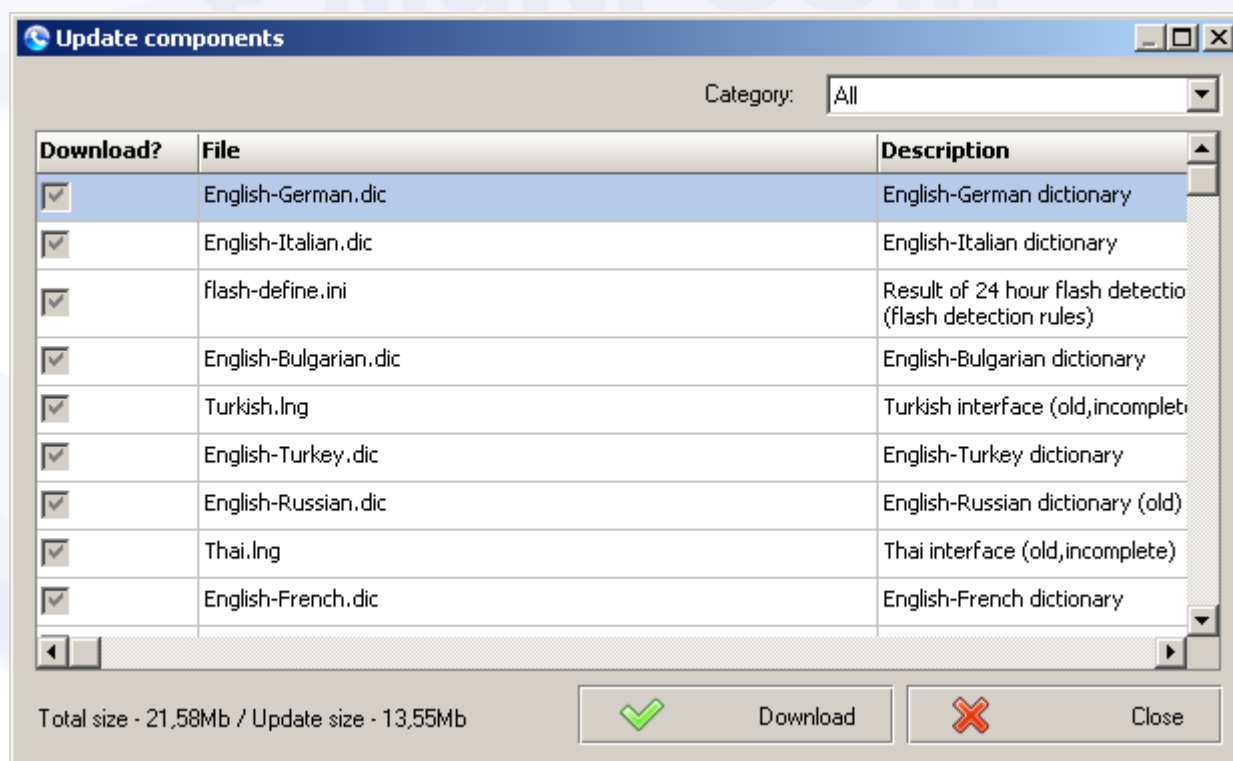 Update components
Category: All
Download? File Description
English-German.dic English-German dictionary
English-Italian.dic English-Italian dictionary
flash-define.ini Result of 24 hour flash detectio
(flash detection rules)
English-Bulgarian.dic English-Bulgarian dictionary
Turkish.lng Turkish interface (old,incomplet
English-Turkey.dic English-Turkey dictionary
English-Russian.dic English-Russian dictionary (old)
Thai.lng Thai interface (old,incomplete)
English-French.dic English-French dictionary
Total size - 21,58Mb / Update size - 13,55Mb Download Close